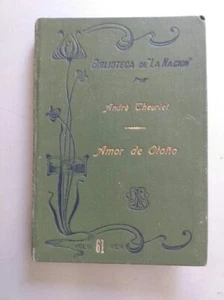 BIBLIOTECA DE "LA NACION"
André Theuriet
Amor de Otoño
61